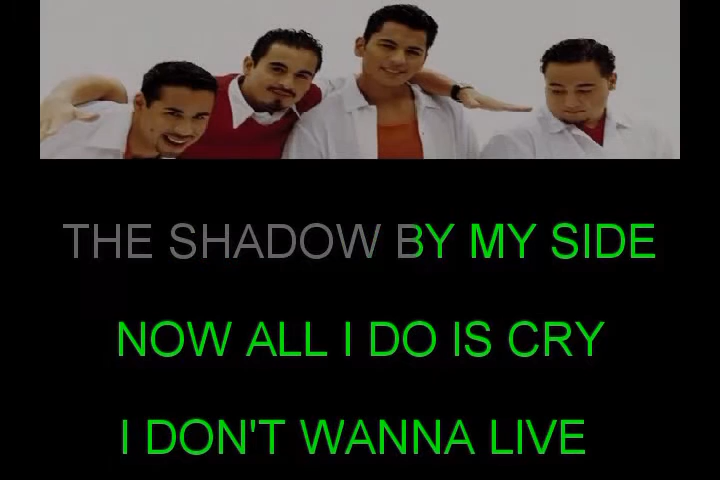 THE SHADOW BY MY SIDE
NOW ALL I DO IS CRY
I DON'T WANNA LIVE